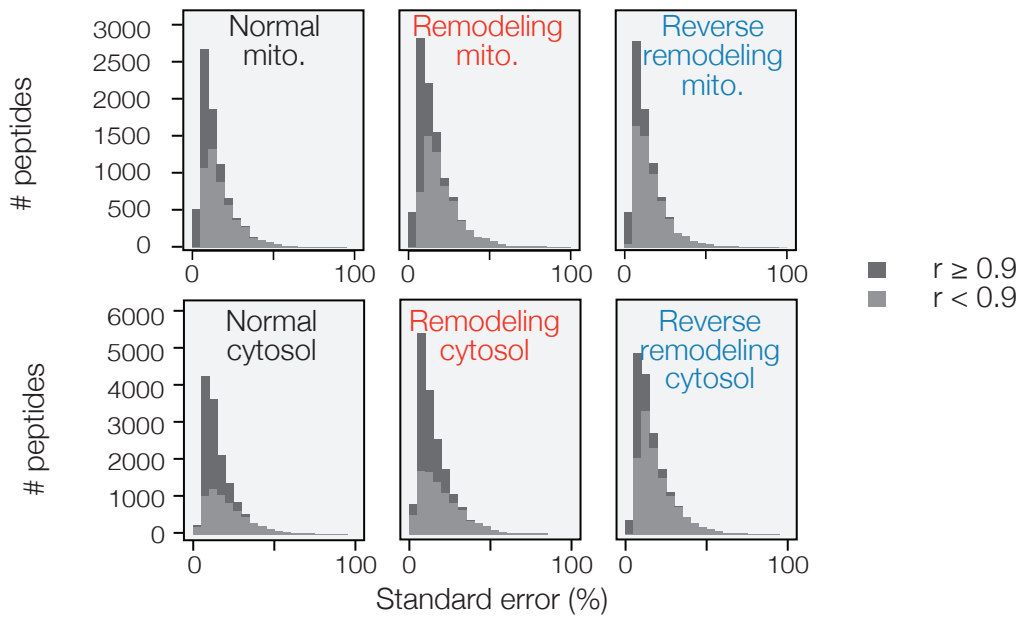 Normal
mito.
Remodeling
mito.
Reverse
remodeling
mito.
# peptides
3000
2500
2000
1500
1000
500
0
0
100
0
100
0
100
r ≥ 0.9
r < 0.9
Normal
cytosol
Remodeling
cytosol
Reverse
remodeling
cytosol
# peptides
6000
5000
4000
3000
2000
1000
0
0
100
0
100
0
100
Standard error (%)